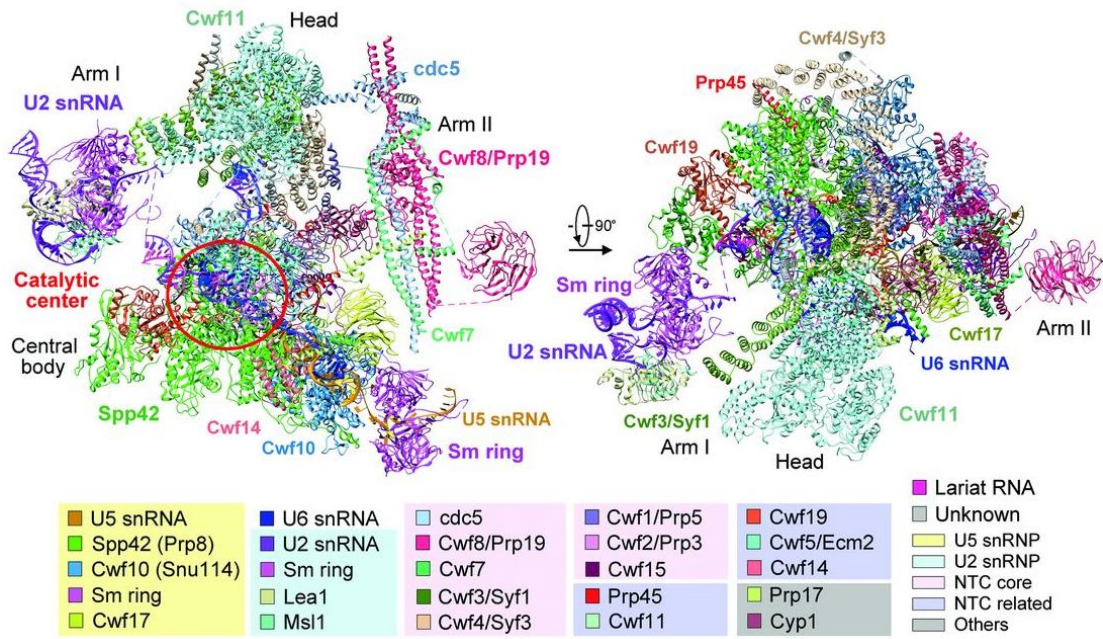 Cwf11
Head
Arm I
U2 snRNA
cdc5
Arm II
Cwf8/Prp19
Catalytic
center
Central
body
Spp42
Cwf14
Cwf10
Cwf7
U5 snRNA
Sm ring
90°
Cwf4/Syf3
Prp45
Cwf19
Sm ring
U2 snRNA
Cwf3/Syf1
Arm I
Head
Cwf11
U6 snRNA
Cwf17
Arm II
U5 snRNA
Spp42 (Prp8)
Cwf10 (Snu114)
Sm ring
Cwf17
U6 snRNA
U2 snRNA
Sm ring
Lea1
Msl1
cdc5
Cwf8/Prp19
Cwf7
Cwf3/Syf1
Cwf4/Syf3
Cwf1/Prp5
Cwf2/Prp3
Cwf15
Prp45
Cwf11
Cwf19
Cwf5/Ecm2
Cwf14
Prp17
Cyp1
Lariat RNA
Unknown
U5 snRNP
U2 snRNP
NTC core
NTC related
Others